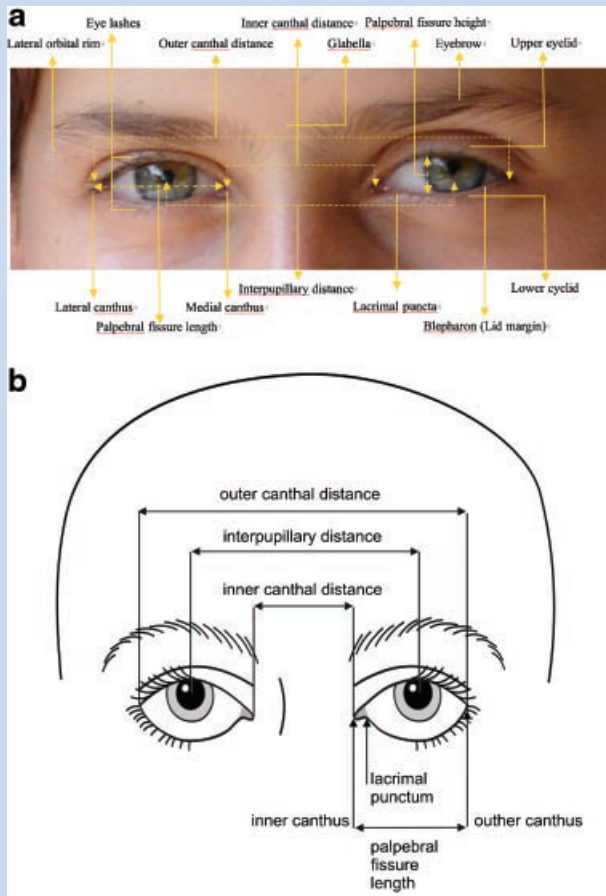 a
Eye lashes Inner canthal distance Palpebral fissure height
Lateral orbital rim Outer canthal distance Glabella Eyebrow Upper eyelid
Interpupillary distance Lower eyelid
Lateral canthus Medial canthus Lacrimal puncta
Palpebral fissure length Blepharon (Lid margin)
b
outer canthal distance
interpupillary distance
inner canthal distance
lacrimal
punctum
inner canthus outher canthus
palpebral
fissure
length